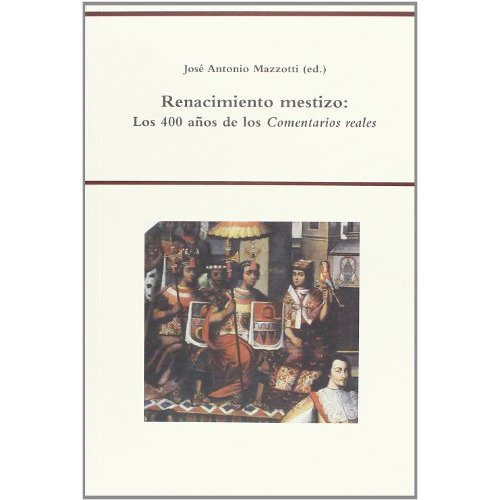 José Antonio Mazzotti (ed.)
Renacimiento mestizo:
Los 400 años de los Comentarios reales